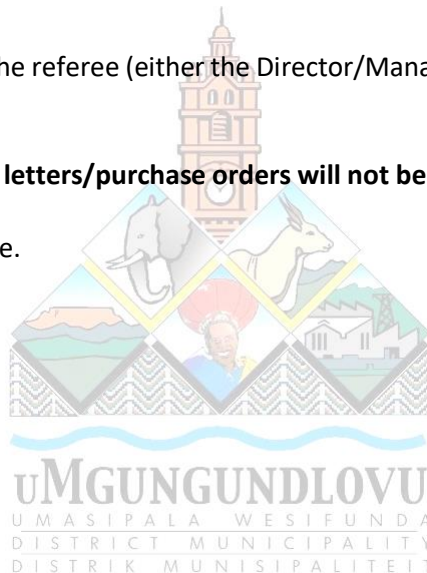 he referee (either the Director/Mana
letters/purchase orders will not be
e.
uMGUNGUNDLOVU
UMASIPALA WESIFUNDA
DISTRICT MUNICIPALITY
DISTRIK MUNISIPALITEIT